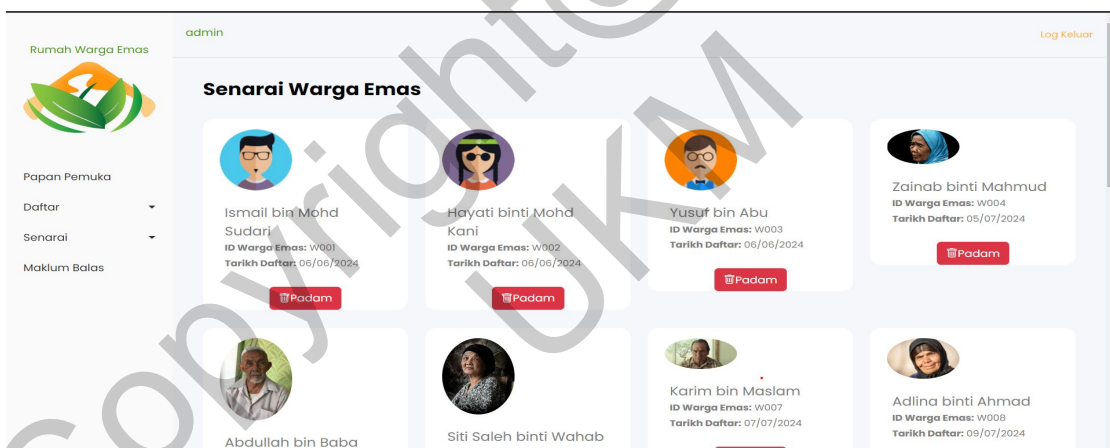 admin
Log Keluar
Rumah Warga Emas
Papan Pemuka
Daftar
Senarai
Maklum Balas
Senarai Warga Emas
Ismail bin Mohd
Sudari
ID Warga Emas: W001
Tarikh Daftar: 06/06/2024
Padam
Hayati binti Mohd
Kani
ID Warga Emas: W002
Tarikh Daftar: 06/06/2024
Padam
Yusuf bin Abu
ID Warga Emas: W003
Tarikh Daftar: 06/06/2024
Padam
Zainab binti Mahmud
ID Warga Emas: W004
Tarikh Daftar: 05/07/2024
Padam
Abdullah bin Baba
Siti Saleh binti Wahab
Karim bin Maslam
ID Warga Emas: W007
Tarikh Daftar: 07/07/2024
Adlina binti Ahmad
ID Warga Emas: W008
Tarikh Daftar: 09/07/2024
Copyright@
UKM